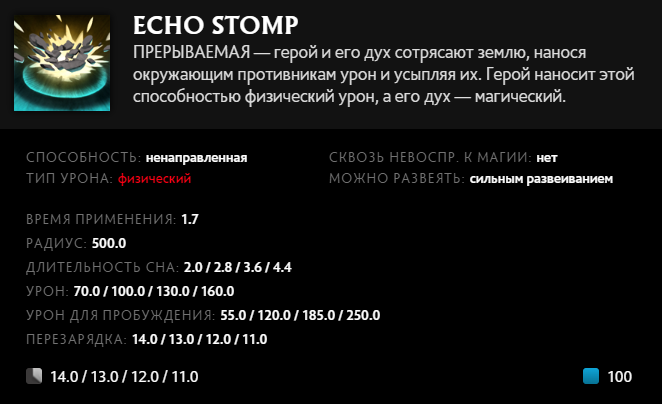 ECHO STOMP
ПРЕРЫВАЕМАЯ — герой и его дух сотрясают землю, нанося
окружающим противникам урон и усыпляя их. Герой наносит этой
способностью физический урон, а его дух — магический.
СПОСОБНОСТЬ: ненаправленная
СКВОЗЬ НЕВОСПР. К МАГИИ: нет
ТИП УРОНА: физический
МОЖНО РАЗВЕЯТЬ: сильным развеиванием
ВРЕМЯ ПРИМЕНЕНИЯ: 1.7
РАДИУС: 500.0
ДЛИТЕЛЬНОСТЬ СНА: 2.0 / 2.8 / 3.6 / 4.4
УРОН: 70.0 / 100.0 / 130.0 / 160.0
УРОН ДЛЯ ПРОБУЖДЕНИЯ: 55.0 / 120.0 / 185.0 / 250.0
ПЕРЕЗАРЯДКА: 14.0 / 13.0 / 12.0 / 11.0
14.0 / 13.0 / 12.0 / 11.0
100